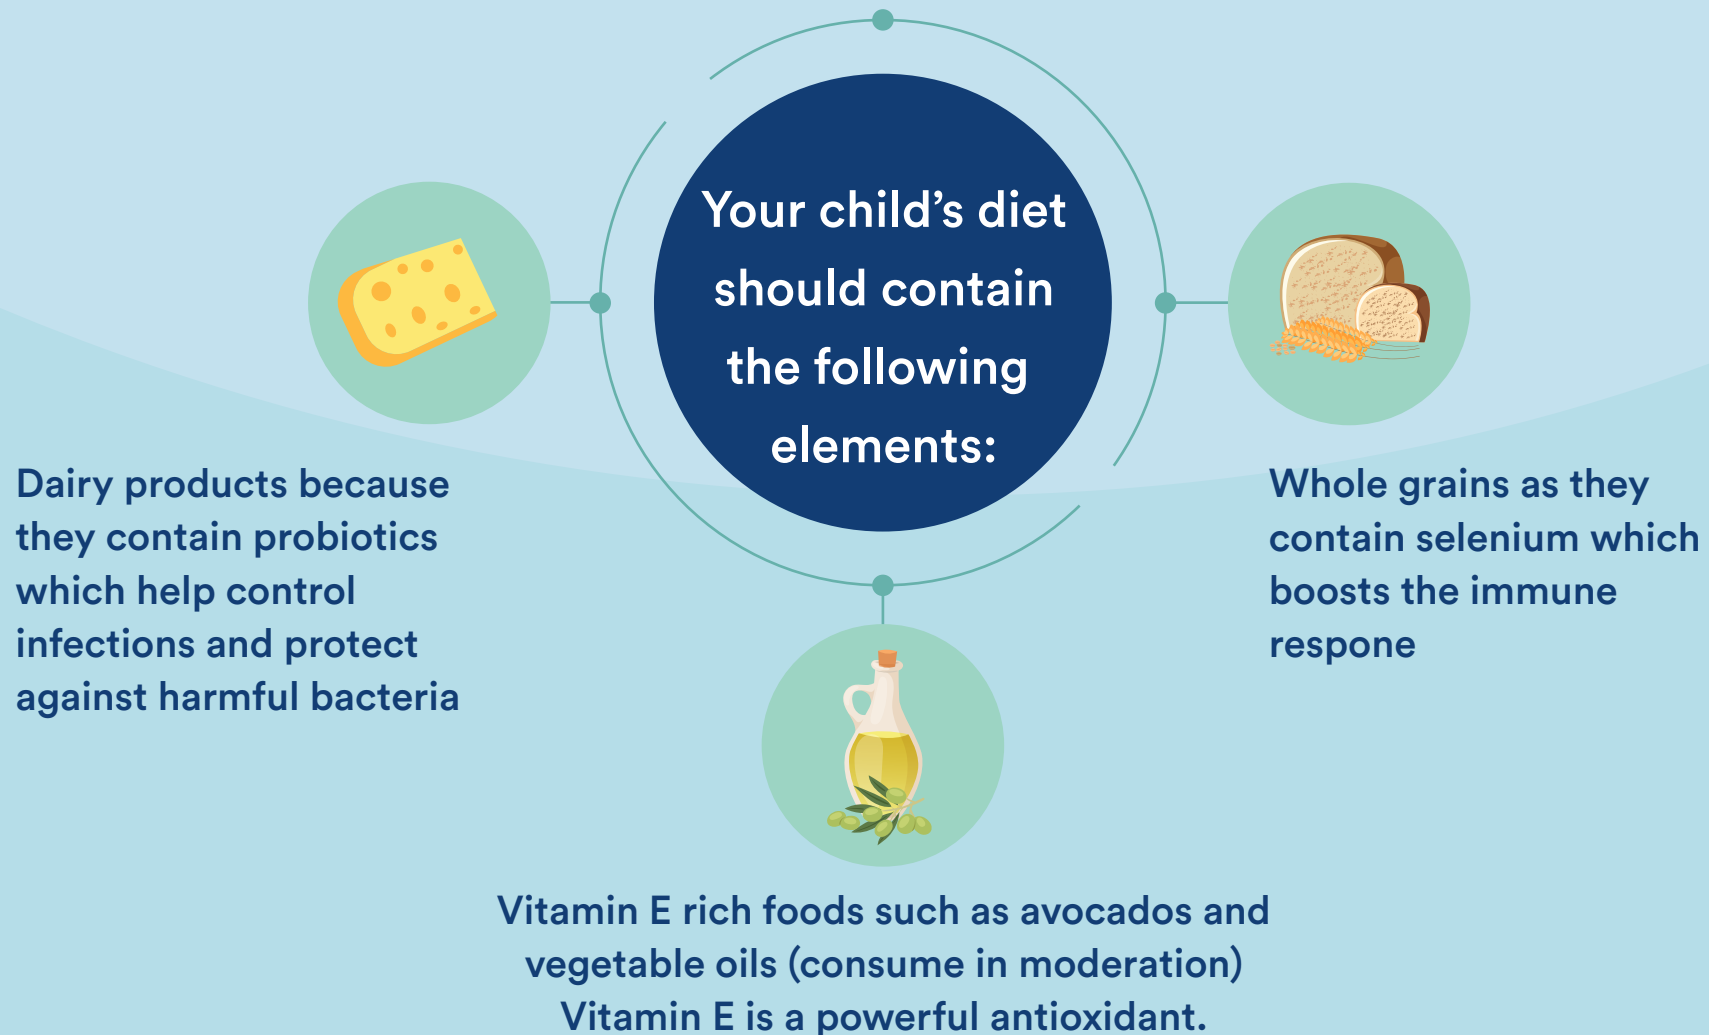 Your child’s diet
should contain
the following
elements:
Dairy products because
they contain probiotics
which help control
infections and protect
against harmful bacteria
Whole grains as they
contain selenium which
boosts the immune
respone
Vitamin E rich foods such as avocados and
vegetable oils (consume in moderation)
Vitamin E is a powerful antioxidant.